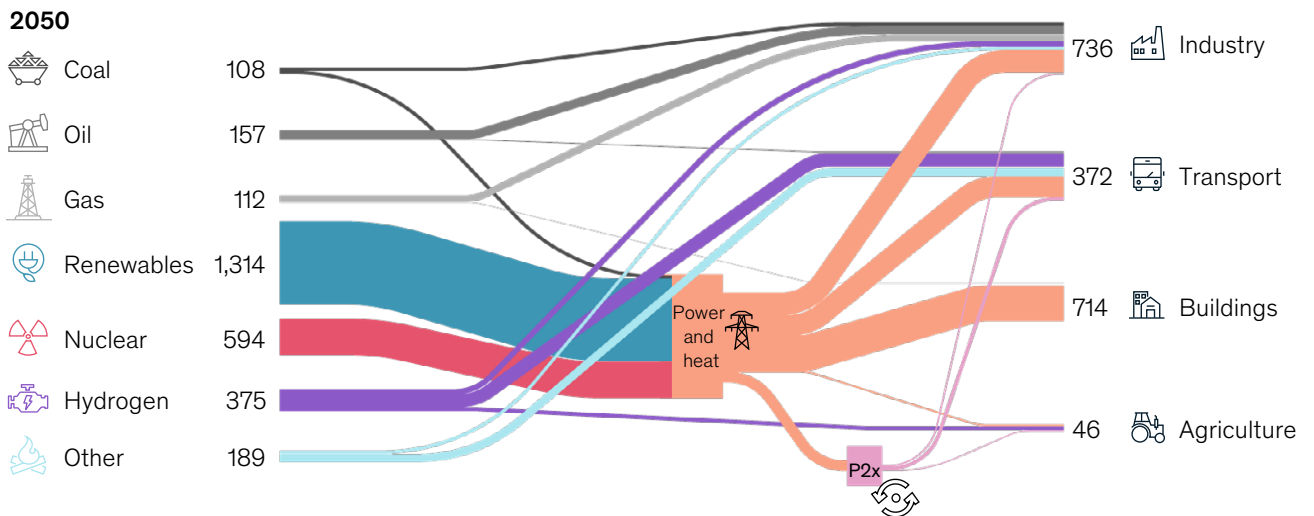 2050
Coal 108
Oil 157
Gas 112
Renewables 1,314
Nuclear 594
Hydrogen 375
Other 189
Power
and
heat
P2x
736 Industry
372 Transport
714 Buildings
46 Agriculture